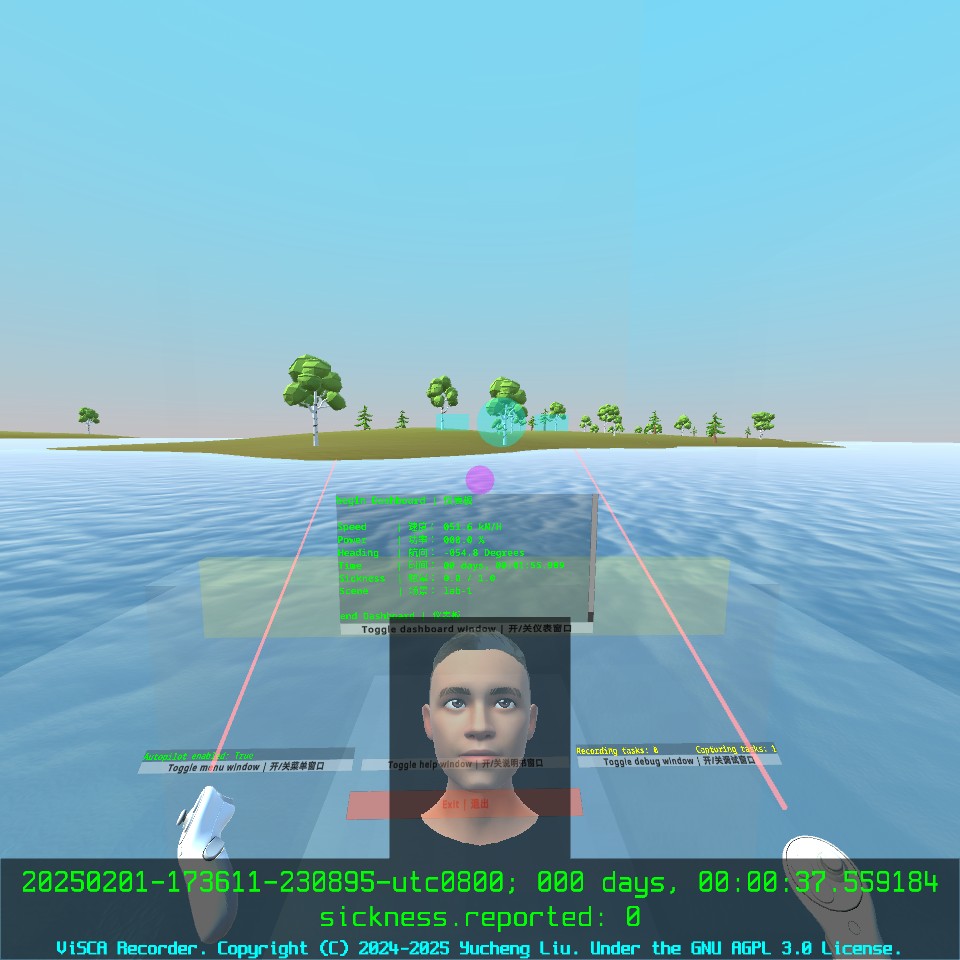 Begin Dashboard | 仪表板
Speed | 速度: 051.6 kM/H
Power | 功率: 000.0 %
Heading | 航向: -054.8 Degrees
Time | 时间: 00 days,
Sickness | 0.0 / 1.0
Scene | 场景: lab-1
end Dashboard | 仪表板
Toggle dashboard window | 开/关仪表窗口
Autopilot enabled: True
Toggle menu window | 开/关菜单窗口
Toggle help window | 开/关说明书窗口
Recording tasks: 0 Capturing tasks: 1
Toggle debug window | 开/关调试窗口
Exit | 退出
20250201-173611-230895-utc0800; 000 days, 00:00:37.559184
sickness.reported: 0
ViSCA Recorder. Copyright (C) 2024-2025 Yucheng Liu. Under the GNU AGPL 3.0 License.